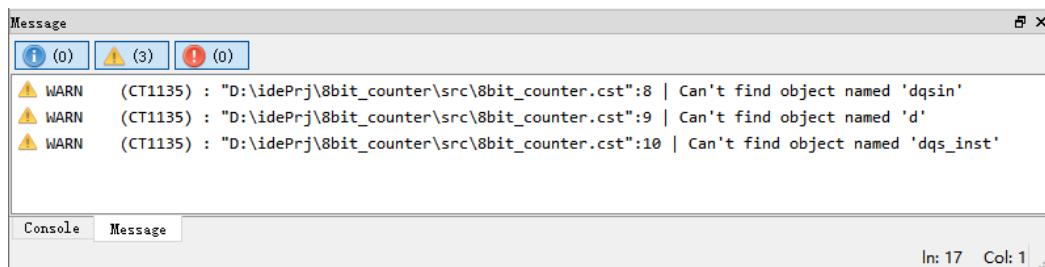 Message
(0) (3) (0)
WARN (CT1135) : "D:\idePrj\8bit_counter\src\8bit_counter.cst":8 | Can't find object named 'dqsin'
WARN (CT1135) : "D:\idePrj\8bit_counter\src\8bit_counter.cst":9 | Can't find object named 'd'
WARN (CT1135) : "D:\idePrj\8bit_counter\src\8bit_counter.cst":10 | Can't find object named 'dqs_inst'
Console Message
In: 17 Col: 1